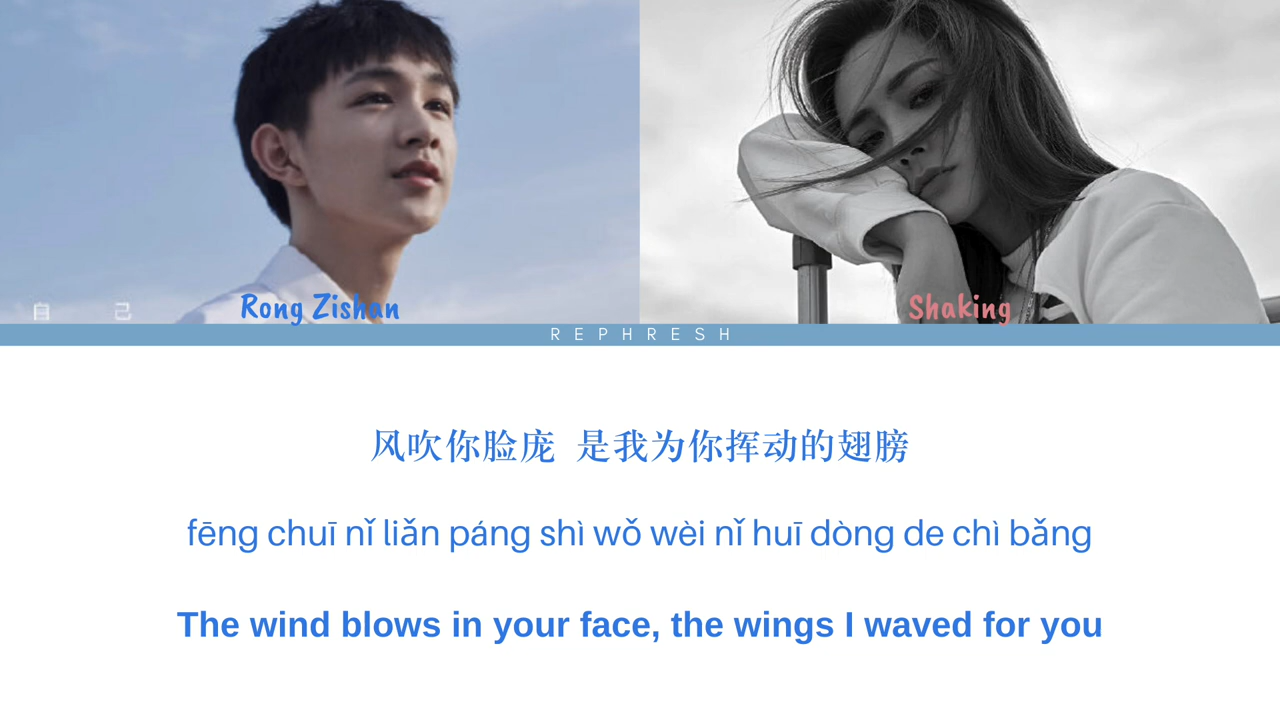 自 己
Rong Zishan
Shaking
REPHRESH
风吹你脸庞 是我为你挥动的翅膀
fēng chuī nǐ liǎn páng shì wǒ wèi nǐ huī dòng de chì bǎng
The wind blows in your face, the wings I waved for you